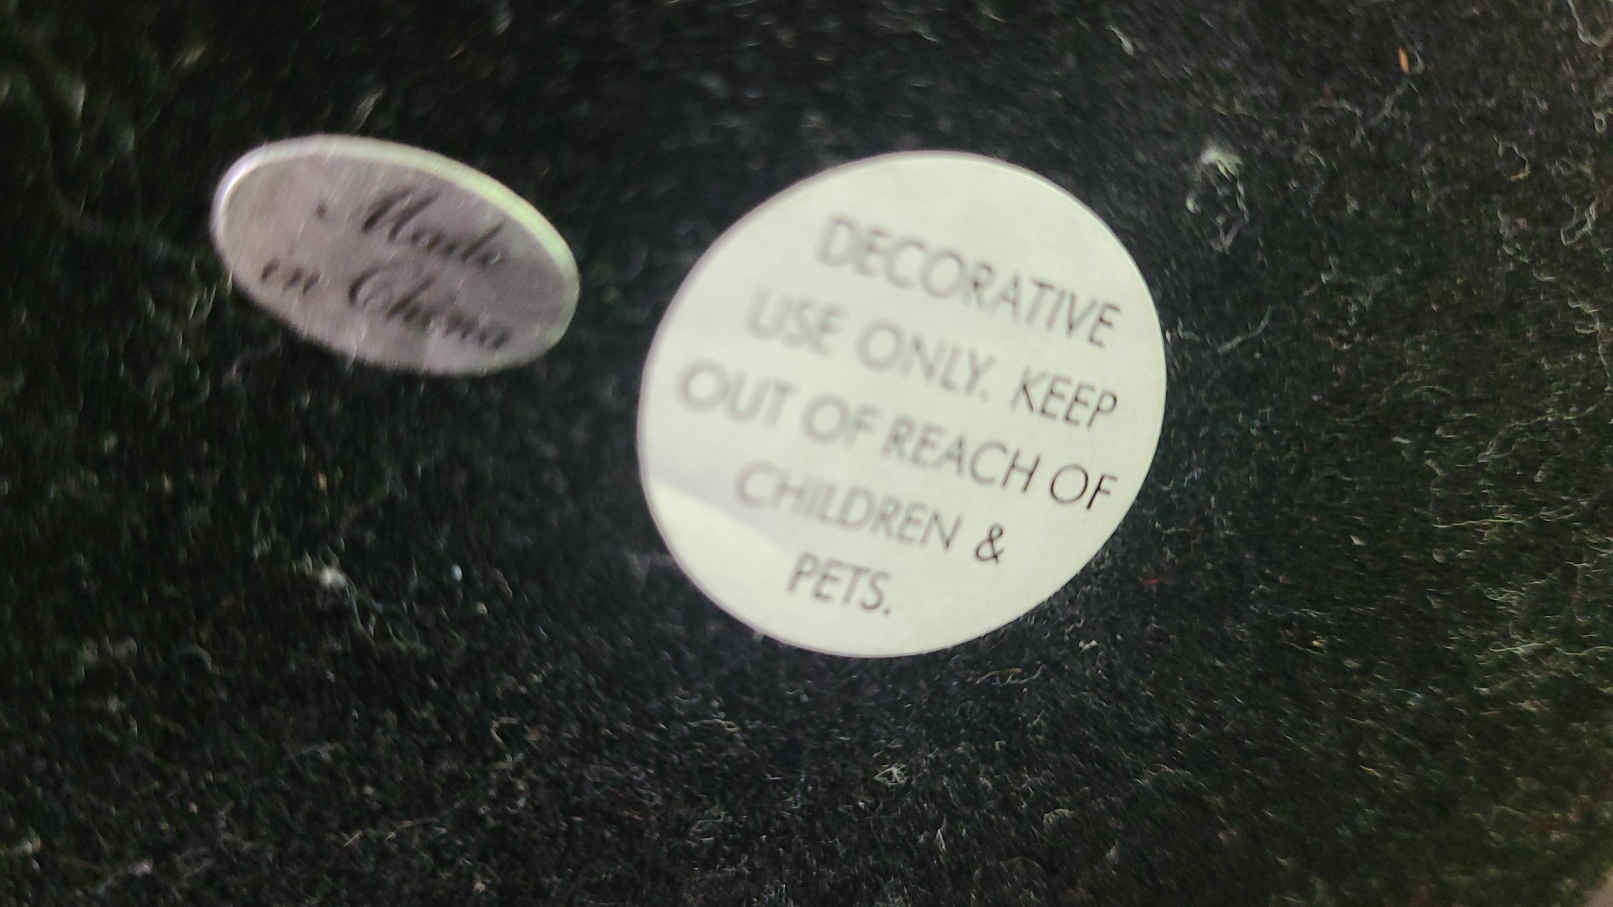 Made
in China
DECORATIVE
USE ONLY. KEEP
OUT OF REACH OF
CHILDREN &
PETS.